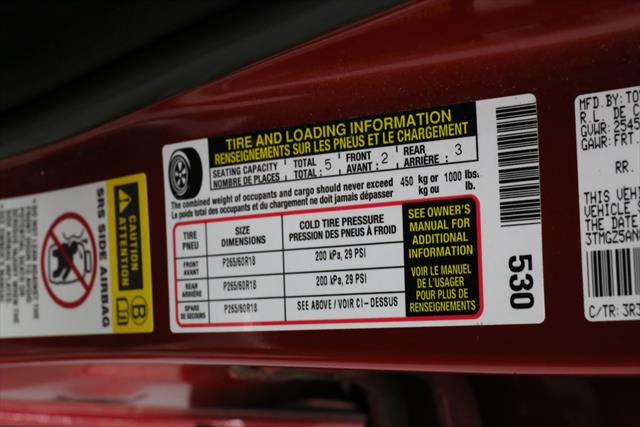 TIRE AND LOADING INFORMATION
RENSEIGNEMENTS SUR LES PNEUS ET LE CHARGEMENT
SEATING CAPACITY TOTAL FRONT REAR
NOMBRE DE PLACES TOTAL : 5 AVANT : 2 ARRIÈRE : 3
The combined weight of occupants and cargo should never exceed 450 kg or 1000 lbs.
Le poids total des occupants et du chargement ne doit jamais dépasser kg ou lb.
TIRE SIZE COLD TIRE PRESSURE
PNEU DIMENSIONS PRESSION DES PNEUS À FROID
FRONT
AVANT P265/60R18 200 kPa, 29 PSI
REAR
ARRIÈRE P265/60R18 200 kPa, 29 PSI
SPARE
DE SECOURS P265/60R18 SEE ABOVE / VOIR CI - DESSUS
SEE OWNER'S
MANUAL FOR
ADDITIONAL
INFORMATION
VOIR LE MANUEL
DE L'USAGER
POUR PLUS DE
RENSEIGNEMENTS
530
CAUTION
SRS SIDE AIRBAG
B
MFD.BY: TO
R.L. DE C
GVWR: 254
GAWR: FRT.
RR.
THIS VEHI
VEHICLE
THE DATE
3TMGZ5AN
C/TR: 3R3